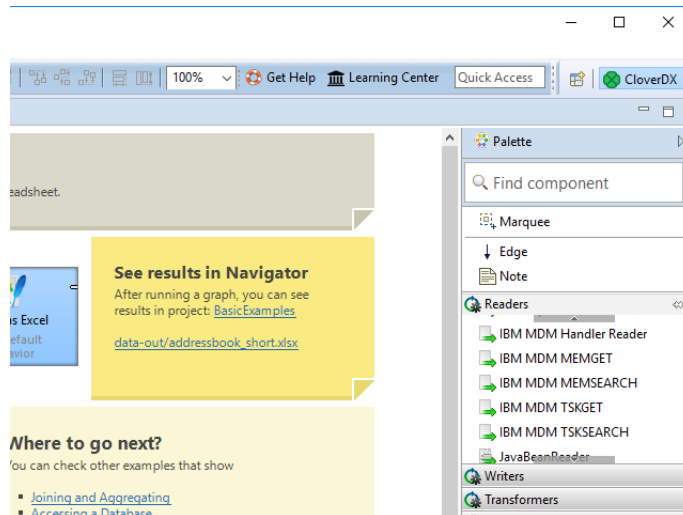 100%
Get Help
Learning Center
Quick Access
CloverDX
eadsheet.
See results in Navigator
After running a graph, you can see
results in project: BasicExamples
data-out/addressbook_short.xlsx
s Excel
efault
avior
Where to go next?
You can check other examples that show
Joining and Aggregating
Accessing a Database
Palette
Find component
Marquee
Edge
Note
Readers
IBM MDM Handler Reader
IBM MDM MEMGET
IBM MDM MEMSEARCH
IBM MDM TSKGET
IBM MDM TSKSEARCH
JavaBeanReader
Writers
Transformers